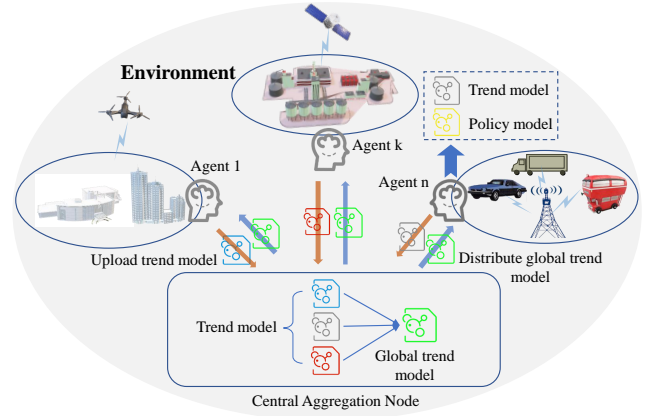 Environment
Trend model
Policy model
Agent k
Agent 1
Agent n
Upload trend model
Distribute global trend
model
Trend model
Global trend
model
Central Aggregation Node